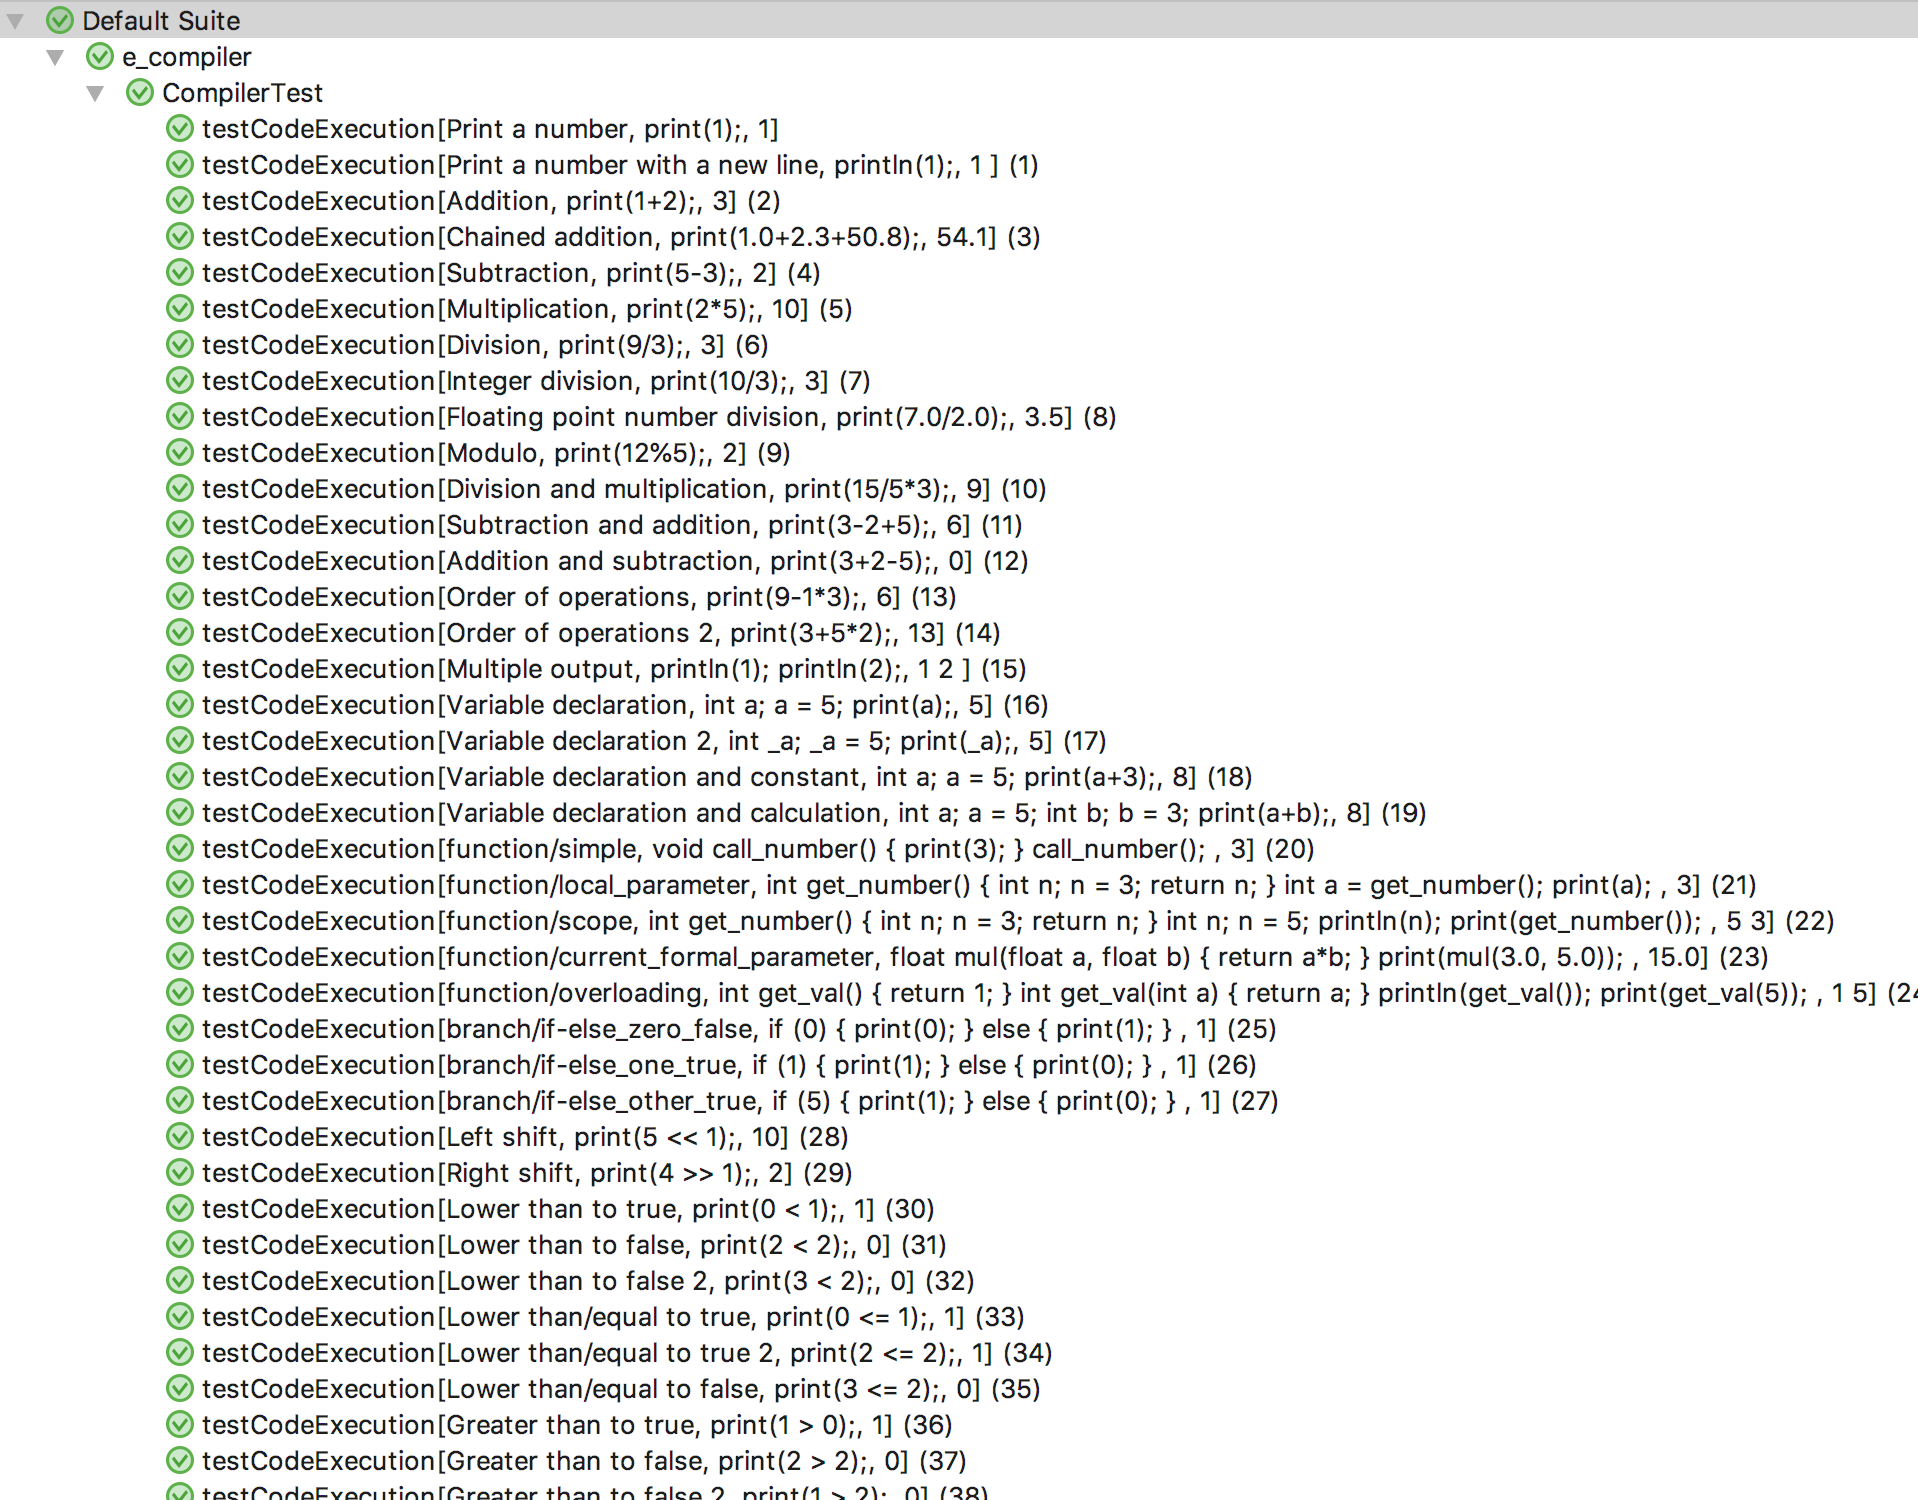 Default Suite
e_compiler
CompilerTest
testCodeExecution[Print a number, print(1);, 1]
testCodeExecution[Print a number with a new line, println(1);, 1 ] (1)
testCodeExecution[Addition, print(1+2);, 3] (2)
testCodeExecution[Chained addition, print(1.0+2.3+50.8);, 54.1] (3)
testCodeExecution[Subtraction, print(5-3);, 2] (4)
testCodeExecution[Multiplication, print(2*5);, 10] (5)
testCodeExecution[Division, print(9/3);, 3] (6)
testCodeExecution[Integer division, print(10/3);, 3] (7)
testCodeExecution[Floating point number division, print(7.0/2.0);, 3.5] (8)
testCodeExecution[Modulo, print(12%5);, 2] (9)
testCodeExecution[Division and multiplication, print(15/5*3);, 9] (10)
testCodeExecution[Subtraction and addition, print(3-2+5);, 6] (11)
testCodeExecution[Addition and subtraction, print(3+2-5);, 0] (12)
testCodeExecution[Order of operations, print(9-1*3);, 6] (13)
testCodeExecution[Order of operations 2, print(3+5*2);, 13] (14)
testCodeExecution[Multiple output, println(1); println(2);, 1 2 ] (15)
testCodeExecution[Variable declaration, int a; a = 5; print(a);, 5] (16)
testCodeExecution[Variable declaration 2, int _a; _a = 5; print(_a);, 5] (17)
testCodeExecution[Variable declaration and constant, int a; a = 5; print(a+3);, 8] (18)
testCodeExecution[Variable declaration and calculation, int a; a = 5; int b; b = 3; print(a+b);, 8] (19)
testCodeExecution[function/simple, void call_number() { print(3); } call_number(); , 3] (20)
testCodeExecution[function/local_parameter, int get_number() { int n; n = 3; return n; } int a = get_number(); print(a); , 3] (21)
testCodeExecution[function/scope, int get_number() { int n; n = 3; return n; } int n; n = 5; println(n); print(get_number()); , 5 3] (22)
testCodeExecution[function/current_formal_parameter, float mul(float a, float b) { return a*b; } print(mul(3.0, 5.0)); , 15.0] (23)
testCodeExecution[function/overloading, int get_val() { return 1; } int get_val(int a) { return a; } println(get_val()); print(get_val(5)); , 1 5] (24
testCodeExecution[branch/if-else_zero_false, if (0) { print(0); } else { print(1); } , 1] (25)
testCodeExecution[branch/if-else_one_true, if (1) { print(1); } else { print(0); } , 1] (26)
testCodeExecution[branch/if-else_other_true, if (5) { print(1); } else { print(0); } , 1] (27)
testCodeExecution[Left shift, print(5 << 1);, 10] (28)
testCodeExecution[Right shift, print(4 >> 1);, 2] (29)
testCodeExecution[Lower than to true, print(0 < 1);, 1] (30)
testCodeExecution[Lower than to false, print(2 < 2);, 0] (31)
testCodeExecution[Lower than to false 2, print(3 < 2);, 0] (32)
testCodeExecution[Lower than/equal to true, print(0 <= 1);, 1] (33)
testCodeExecution[Lower than/equal to true 2, print(2 <= 2);, 1] (34)
testCodeExecution[Lower than/equal to false, print(3 <= 2);, 0] (35)
testCodeExecution[Greater than to true, print(1 > 0);, 1] (36)
testCodeExecution[Greater than to false, print(2 > 2);, 0] (37)
testCodeExecution[Greater than to false 2, print(1 > 2);, 0] (38)